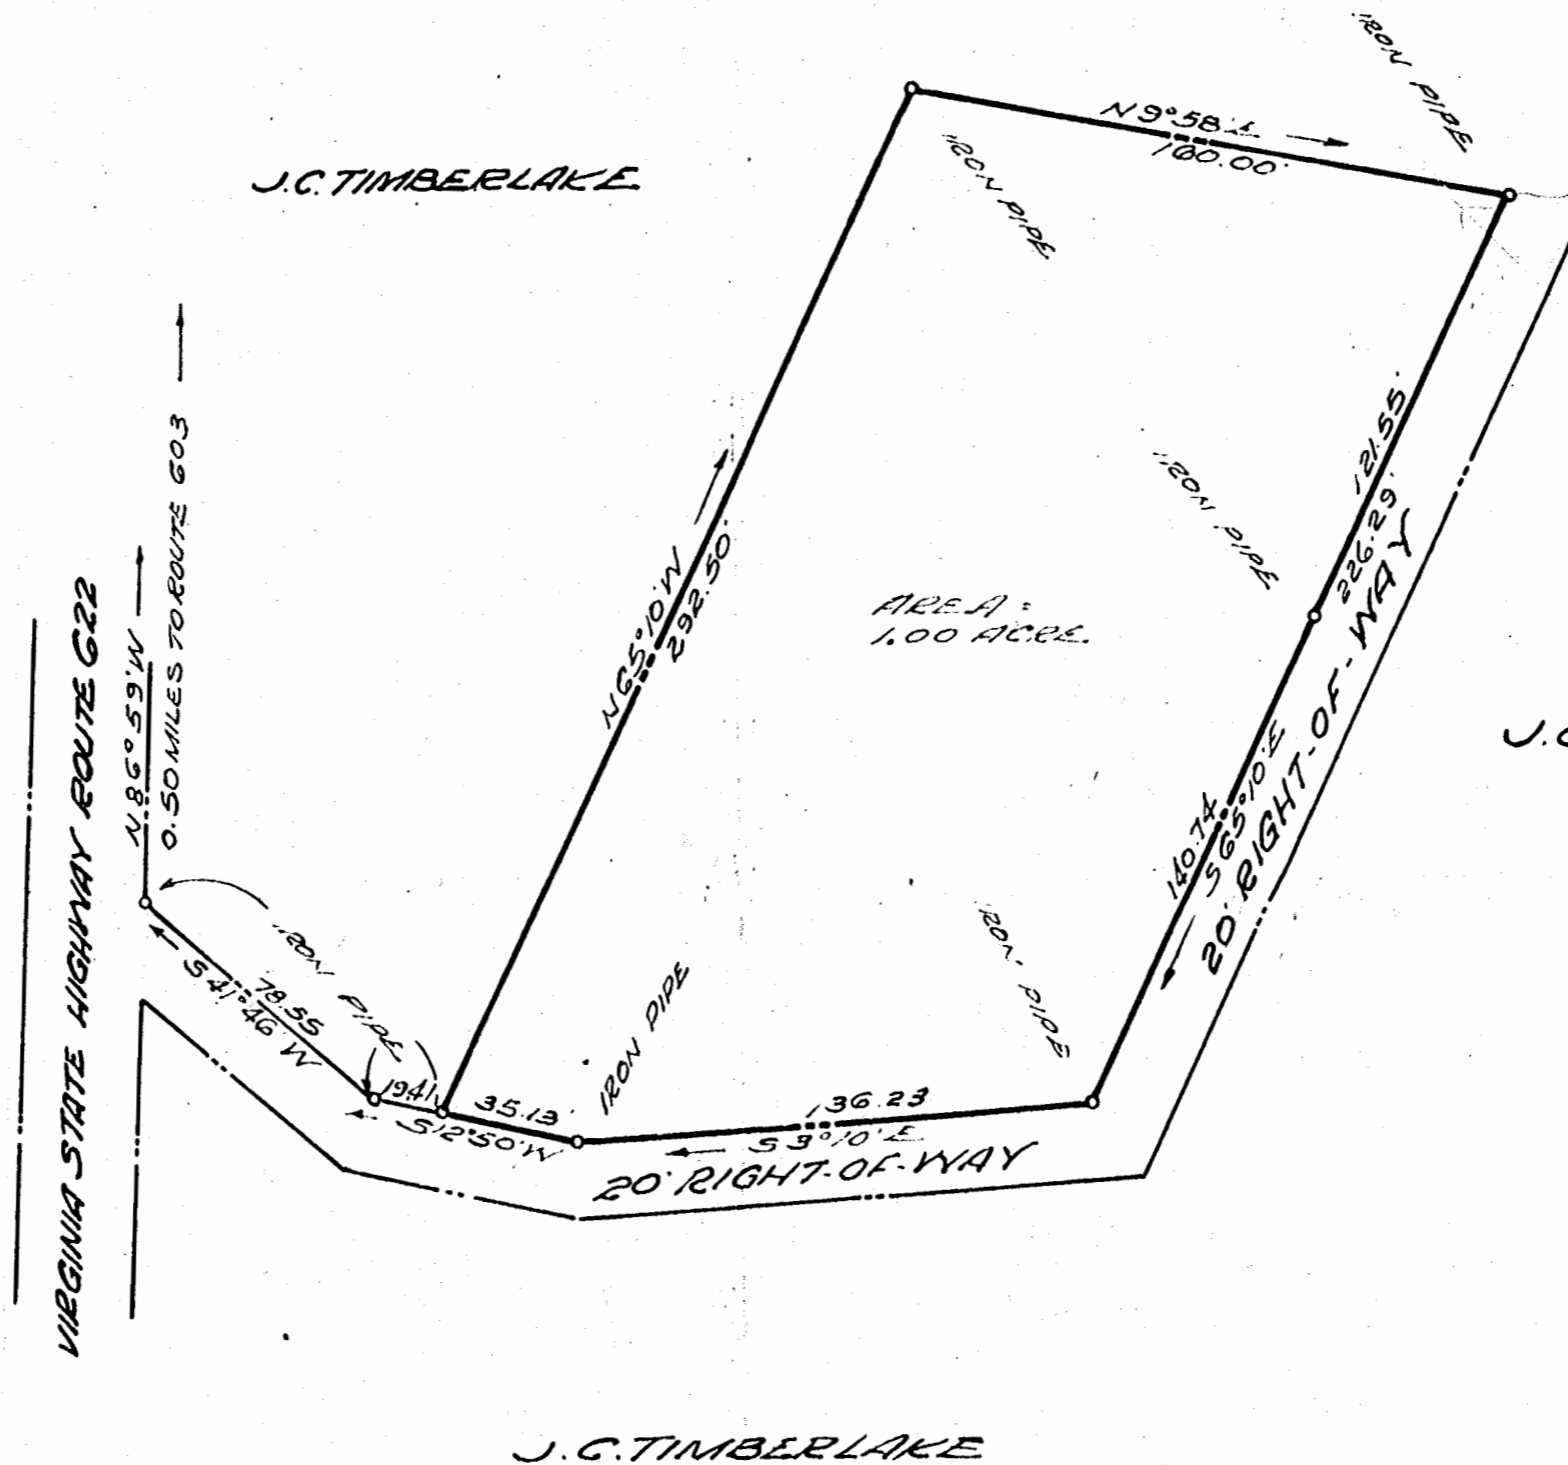 IRON PIPE
N 9°58' E
160.00'
IRON PIPE
J.C. TIMBERLAKE
0.50 MILES TO ROUTE 603
N 86°59' W
VIRGINIA STATE HIGHWAY ROUTE 622
N 65°10' W
292.50'
121.55'
226.29'
IRON PIPE
AREA:
1.00 ACRE.
J.C
140.74
S 65°10' E
20' RIGHT-OF-WAY
IRON PIPE
78.55
S 41°46' W
IRON PIPE
IRON PIPE
19.41
35.13'
S 12°50' W
136.23
S 3°10' E
20' RIGHT-OF-WAY
J.C. TIMBERLAKE